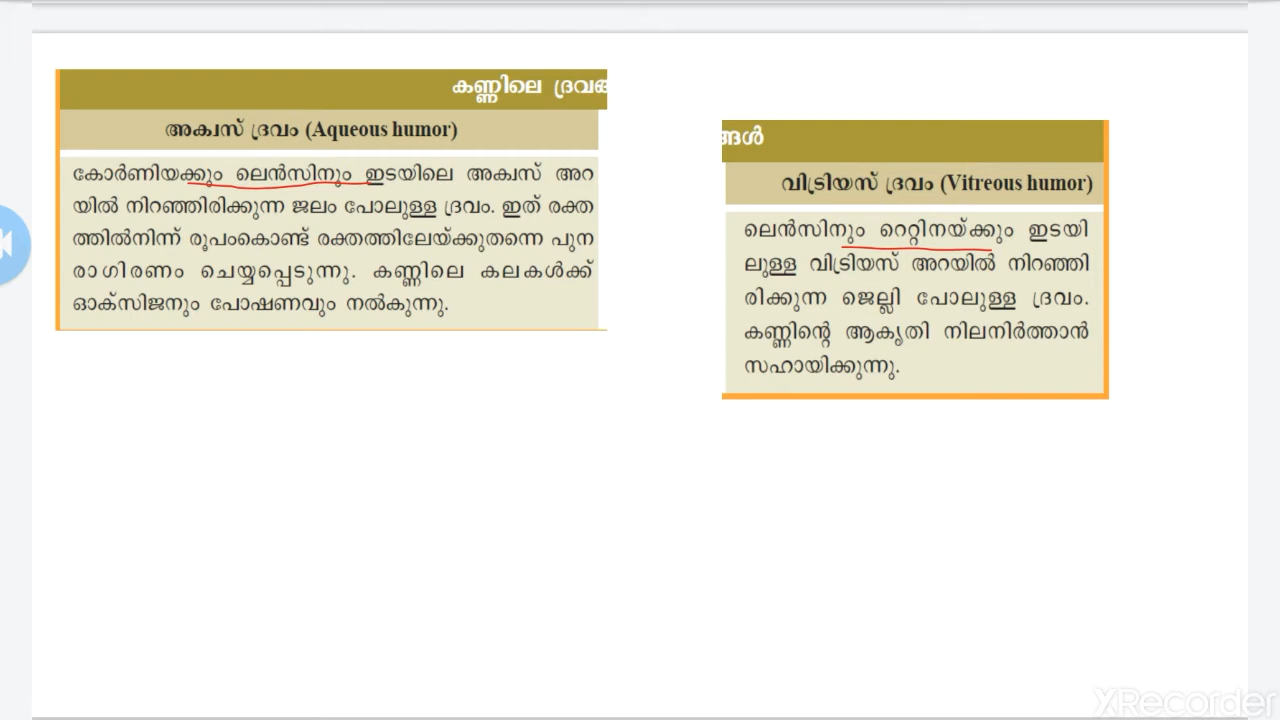 കണ്ണിലെ ദ്രവങ്ങൾ
അക്വസ് ദ്രവം (Aqueous humor)
കോർണിയക്കും ലെൻസിനും ഇടയിലെ അക്വസ് അറ
യിൽ നിറഞ്ഞിരിക്കുന്ന ജലം പോലുള്ള ദ്രവം. ഇത് രക്ത
ത്തിൽനിന്ന് രൂപംകൊണ്ട് രക്തത്തിലേയ്ക്കുതന്നെ പുന
രാഗിരണം ചെയ്യപ്പെടുന്നു. കണ്ണിലെ കലകൾക്ക്
ഓക്സിജനും പോഷണവും നൽകുന്നു.
വിട്രിയസ് ദ്രവം (Vitreous humor)
ലെൻസിനും റെറ്റിനയ്ക്കും ഇടയി
ലുള്ള വിട്രിയസ് അറയിൽ നിറഞ്ഞി
രിക്കുന്ന ജെല്ലി പോലുള്ള ദ്രവം.
കണ്ണിന്റെ ആകൃതി നിലനിർത്താൻ
സഹായിക്കുന്നു.
XRecorder